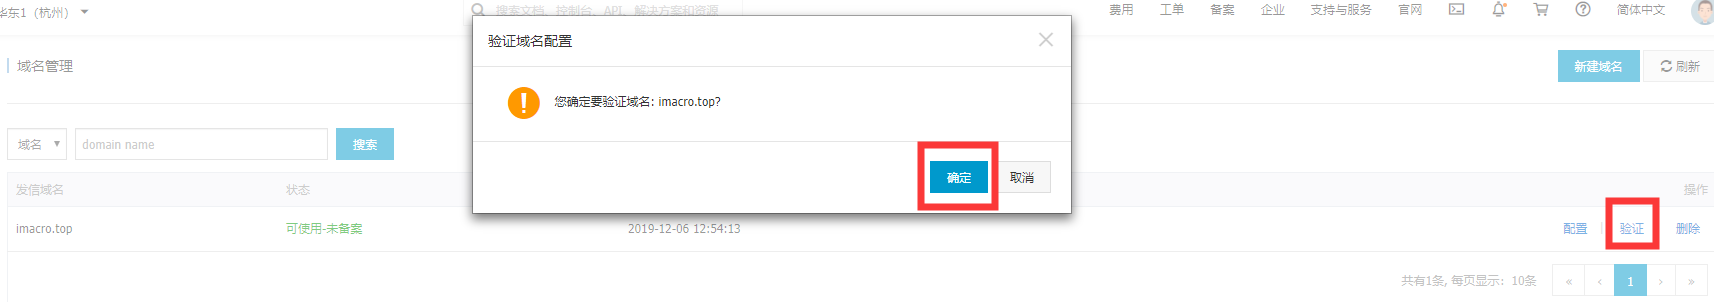 华东1（杭州）
搜索文档、控制台、API、解决方案和资源
费用 工单 备案 企业 支持与服务 官网 简体中文
验证域名配置
域名管理
新建域名 刷新
您确定要验证域名: imacro.top?
域名 domain name 搜索
确定 取消
发信域名 状态 操作
imacro.top 可使用-未备案 2019-12-06 12:54:13 配置 验证 删除
共有1条, 每页显示: 10条 « ‹ 1 › »